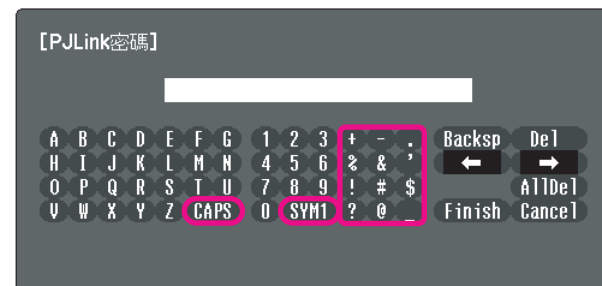 [PJLink密碼]
A B C D E F G 1 2 3 + - . Backsp Del
H I J K L M N 4 5 6 % & ' ← →
O P Q R S T U 7 8 9 ! # $ AllDel
V W X Y Z CAPS 0 SYM1 ? @ _ Finish Cancel